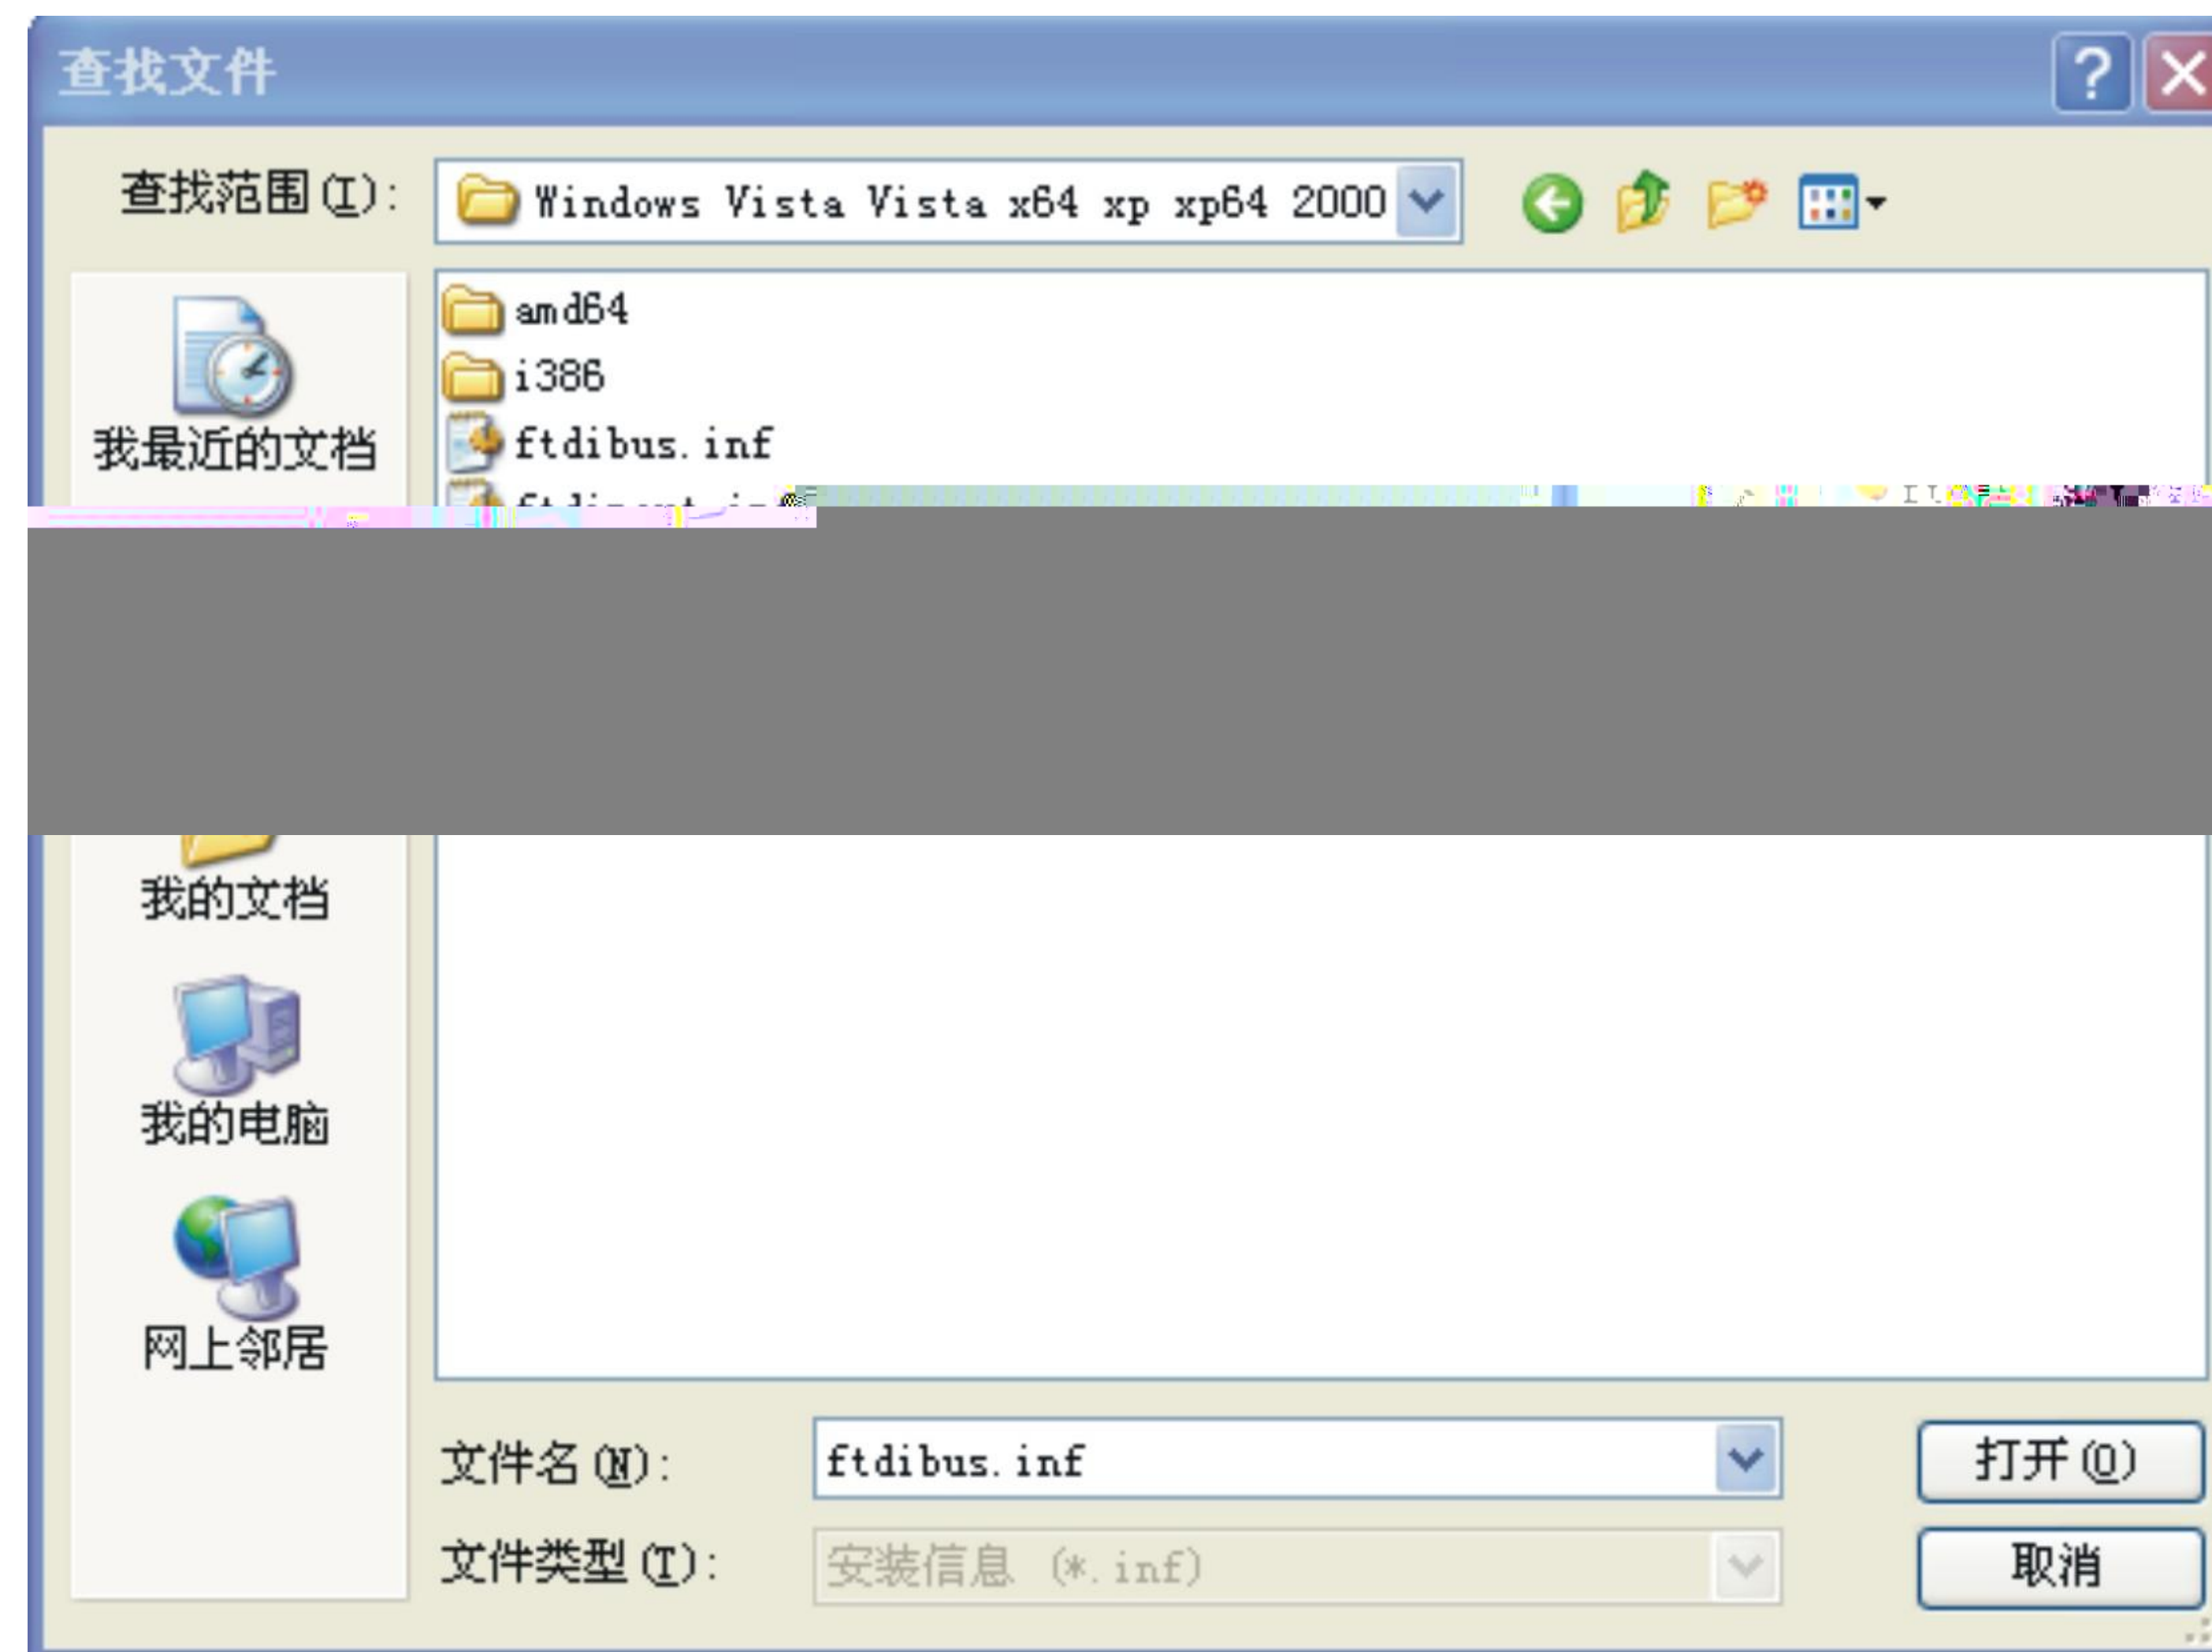 查找文件
查找范围(I):
Windows Vista Vista x64 xp xp64 2000
amd64
i386
我最近的文档
ftdibus.inf
我的文档
我的电脑
网上邻居
文件名(N):
ftdibus.inf
打开(O)
文件类型(T):
安装信息 (*.inf)
取消